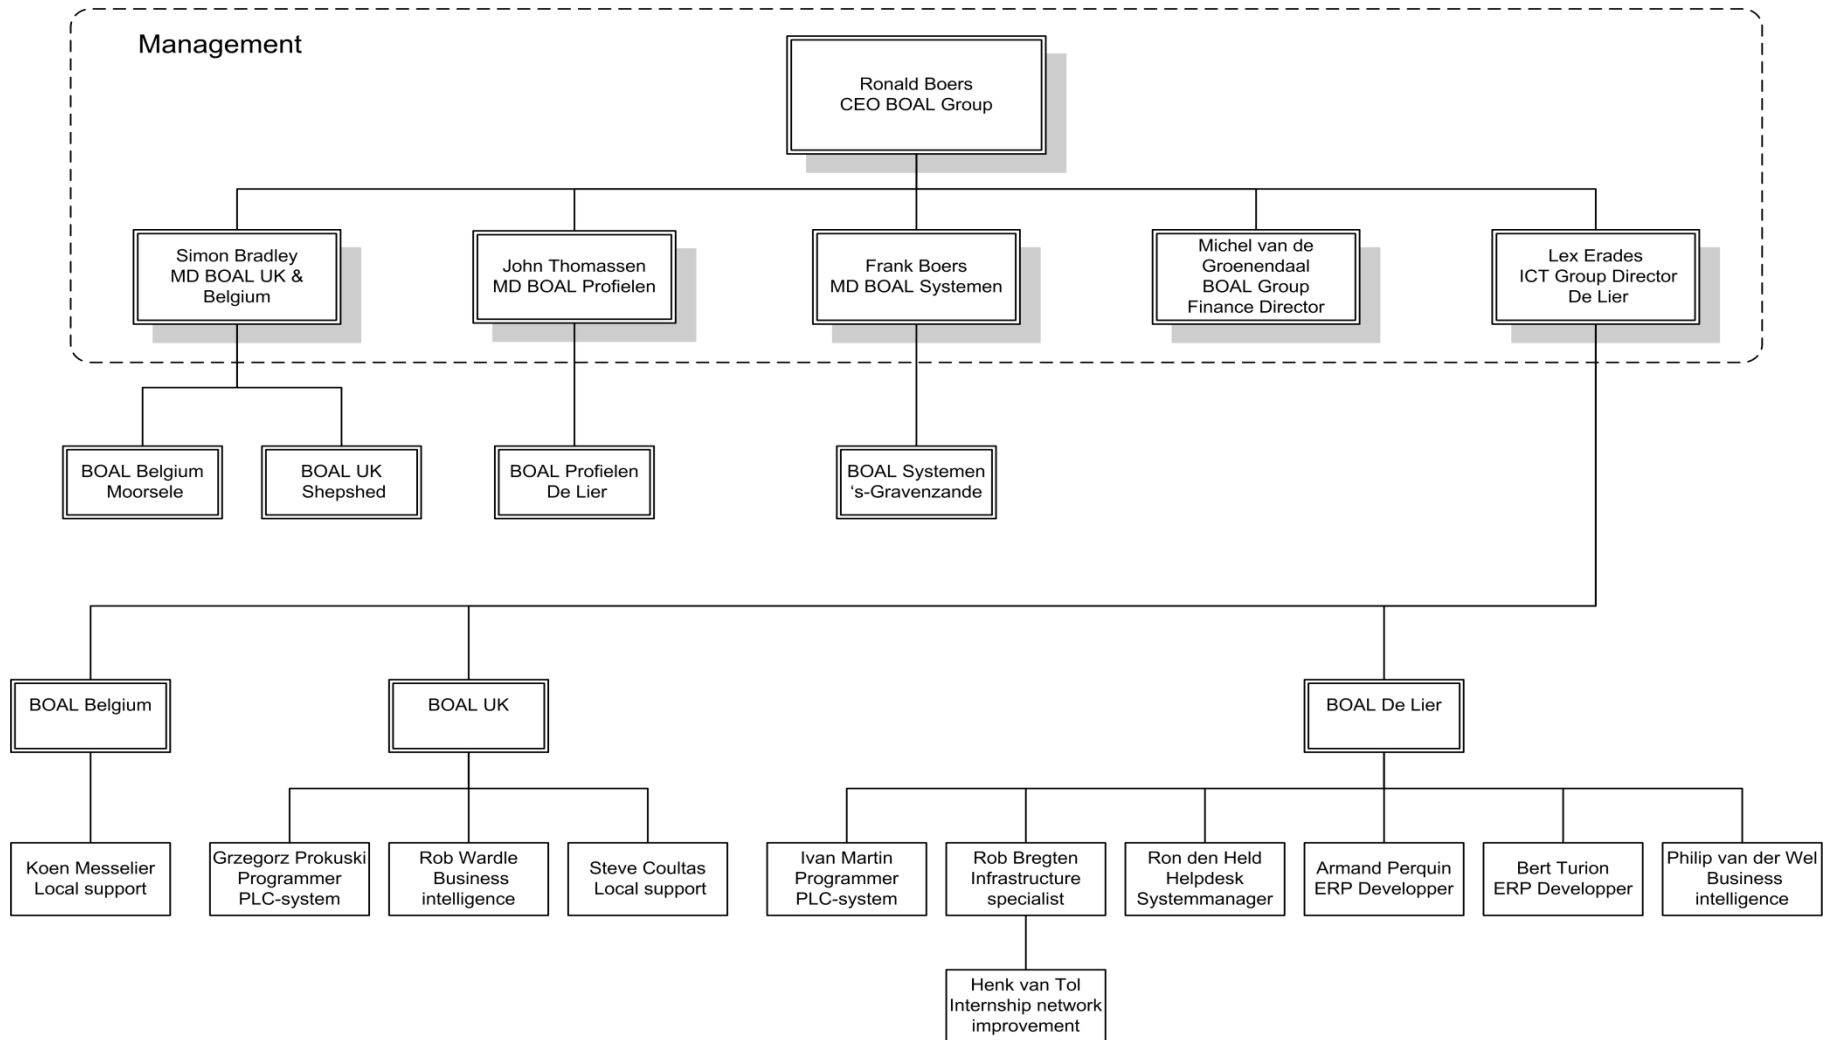 Management
Ronald Boers
CEO BOAL Group
Simon Bradley
MD BOAL UK &
Belgium
John Thomassen
MD BOAL Profielen
Frank Boers
MD BOAL Systemen
Michel van de
Groenendaal
BOAL Group
Finance Director
Lex Erades
ICT Group Director
De Lier
BOAL Belgium
Moorsele
BOAL UK
Shepshed
BOAL Profielen
De Lier
BOAL Systemen
‘s-Gravenzande
BOAL Belgium
BOAL UK
BOAL De Lier
Koen Messelier
Local support
Grzegorz Prokuski
Programmer
PLC-system
Rob Wardle
Business
intelligence
Steve Coultas
Local support
Ivan Martin
Programmer
PLC-system
Rob Bregten
Infrastructure
specialist
Ron den Held
Helpdesk
Systemmanager
Armand Perquin
ERP Developper
Bert Turion
ERP Developper
Philip van der Wel
Business
intelligence
Henk van Tol
Internship network
improvement